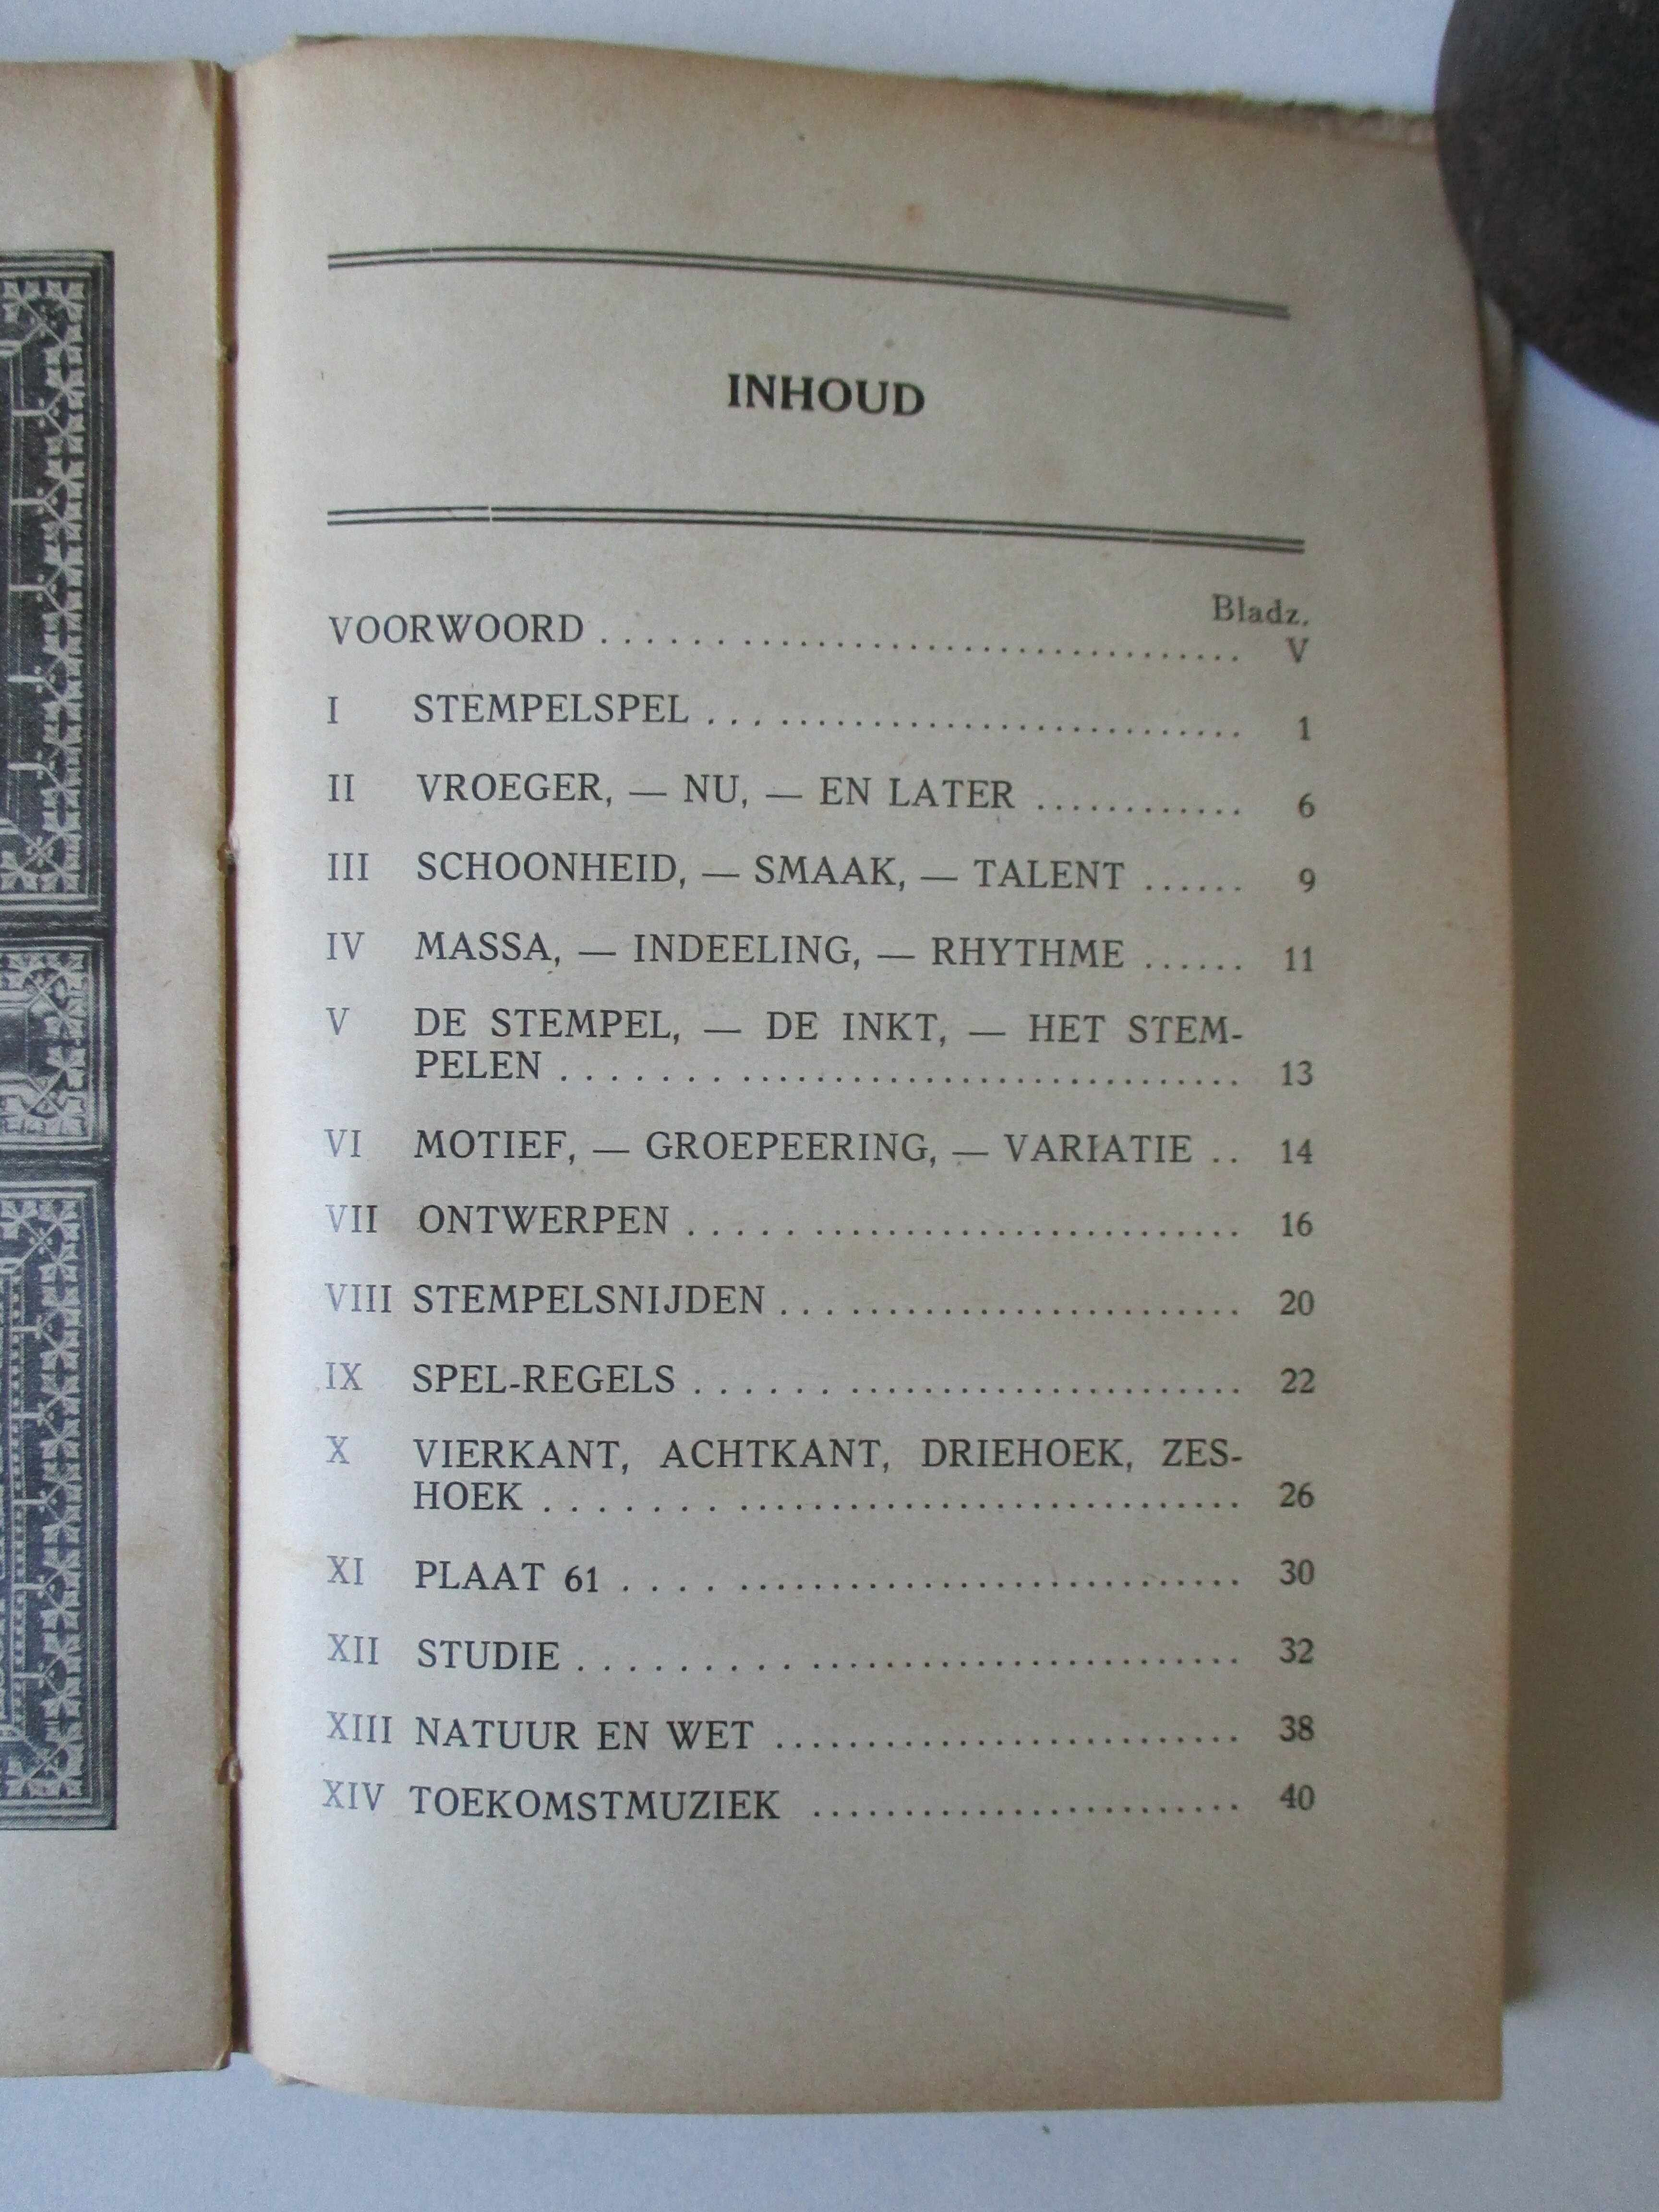 INHOUD
Bladz.
VOORWOORD ........................................ V
I STEMPELSPEL ............................. 1
II VROEGER, — NU, — EN LATER ............ 6
III SCHOONHEID, — SMAAK, — TALENT ...... 9
IV MASSA, — INDEELING, — RHYTHME ...... 11
V DE STEMPEL, — DE INKT, — HET STEM-
PELEN ................................... 13
VI MOTIEF, — GROEPEERING, — VARIATIE .. 14
VII ONTWERPEN ............................. 16
VIII STEMPELSNIJDEN ......................... 20
IX SPEL-REGELS ............................ 22
X VIERKANT, ACHTKANT, DRIEHOEK, ZES-
HOEK ................................... 26
XI PLAAT 61 ................................ 30
XII STUDIE ................................. 32
XIII NATUUR EN WET .......................... 38
XIV TOEKOMSTMUZIEK ........................ 40